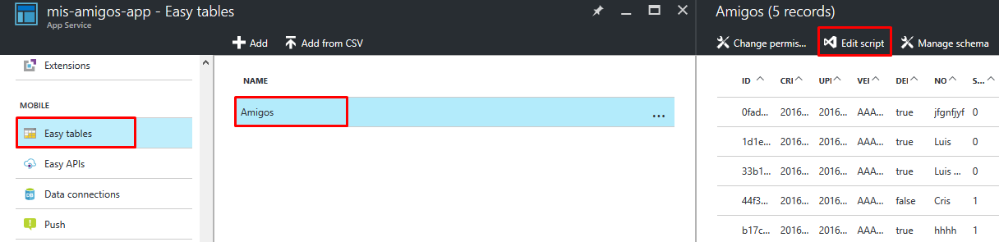 mis-amigos-app - Easy tables
App Service
Add
Add from CSV
Extensions
MOBILE
Easy tables
Easy APIs
Data connections
Push
NAME
Amigos
...
Amigos (5 records)
Change permis...
Edit script
Manage schema
ID CRI UPI VEI DEI NO S...
0fad... 2016... 2016... AAA... true jfgnfjyf 0
1d1e... 2016... 2016... AAA... true Luis 0
33b1... 2016... 2016... AAA... true Luis ... 0
44f3... 2016... 2016... AAA... false Cris 1
b17c... 2016... 2016... AAA... true hhhh 1